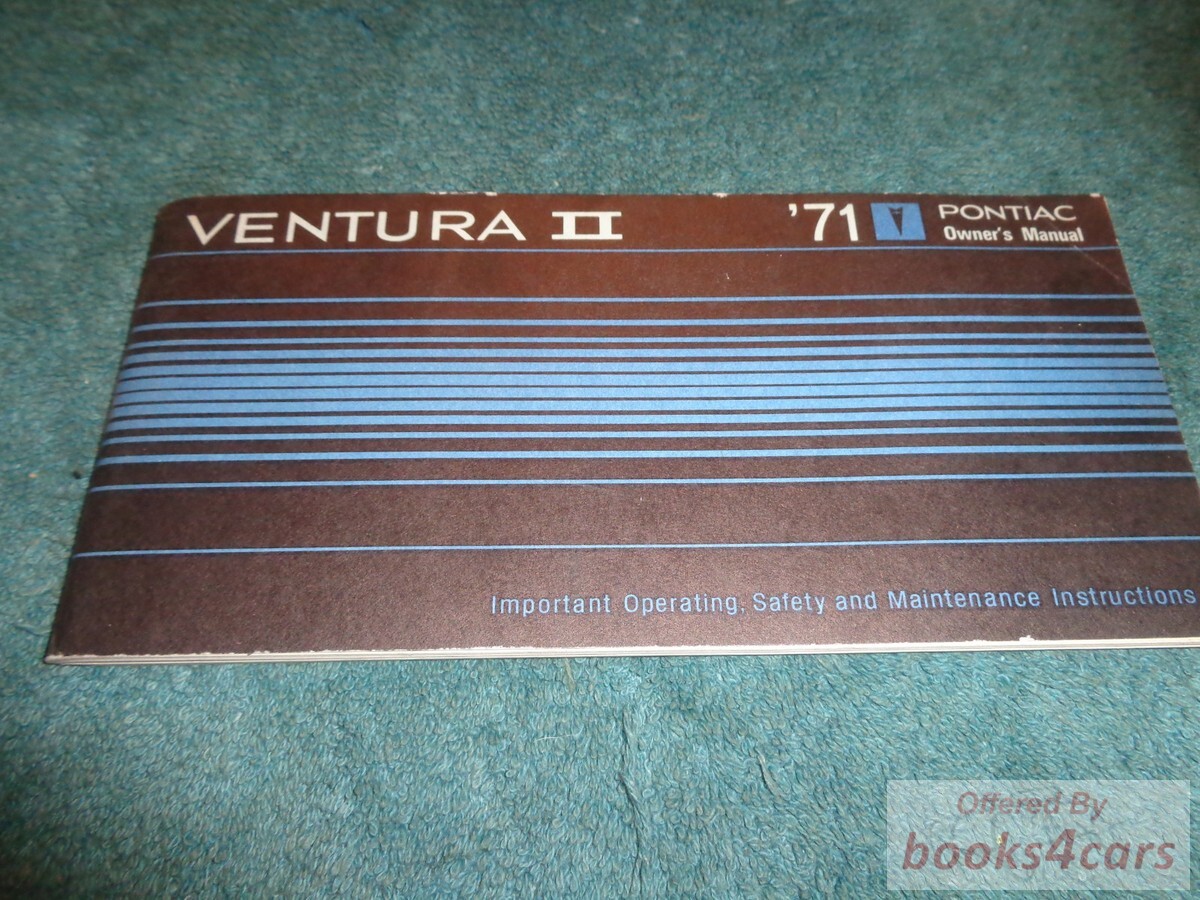 VENTURA II
'71 PONTIAC
Owner's Manual
Important Operating, Safety and Maintenance Instructions
Offered By
books4cars